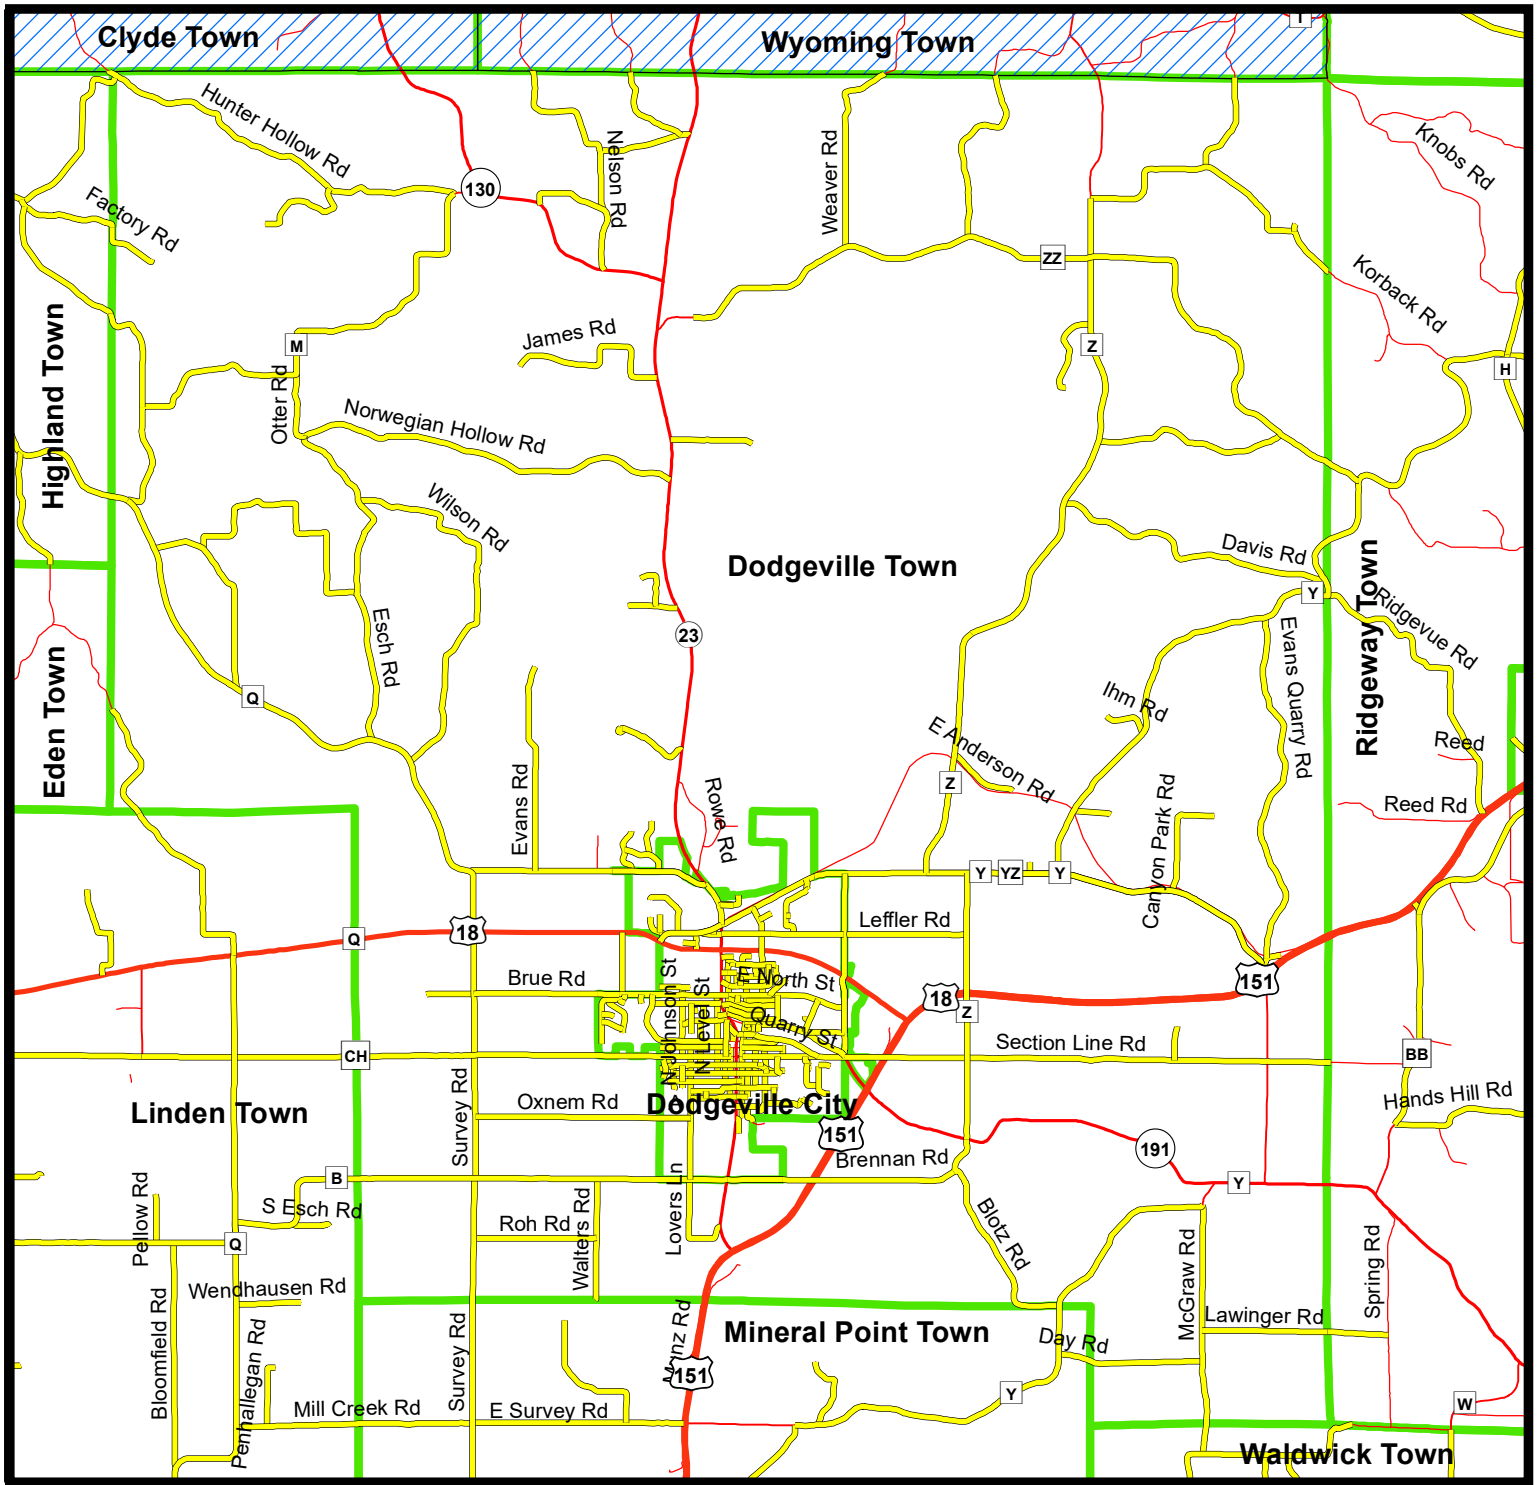 Clyde Town
Wyoming Town
T
Hunter Hollow Rd
Nelson Rd
Weaver Rd
Knobs Rd
130
Factory Rd
ZZ
Korback Rd
Highland Town
M
James Rd
Z
H
Otter Rd
Norwegian Hollow Rd
Wilson Rd
Davis Rd
Dodgeville Town
Y
Ridgevue Rd
Ridgeway Town
Esch Rd
23
Evans Quarry Rd
Eden Town
Q
Ihm Rd
E Anderson Rd
Reed
Z
Evans Rd
Rowe Rd
Canyon Park Rd
Reed Rd
Y
YZ
Y
Leffler Rd
Q
18
Brue Rd
N Johnson St
N Level St
E North St
18
151
Z
Quarry St
CH
Section Line Rd
BB
Survey Rd
Hands Hill Rd
Linden Town
Oxnem Rd
Dodgeville City
151
191
Brennan Rd
B
Y
Pellow Rd
S Esch Rd
Lovers Ln
Walters Rd
Roh Rd
Blotz Rd
Q
McGraw Rd
Spring Rd
Wendhausen Rd
Bloomfield Rd
Penhallegan Rd
Survey Rd
Mineral Point Town
Lawinger Rd
Day Rd
151
Y
W
Mill Creek Rd
E Survey Rd
Waldwick Town